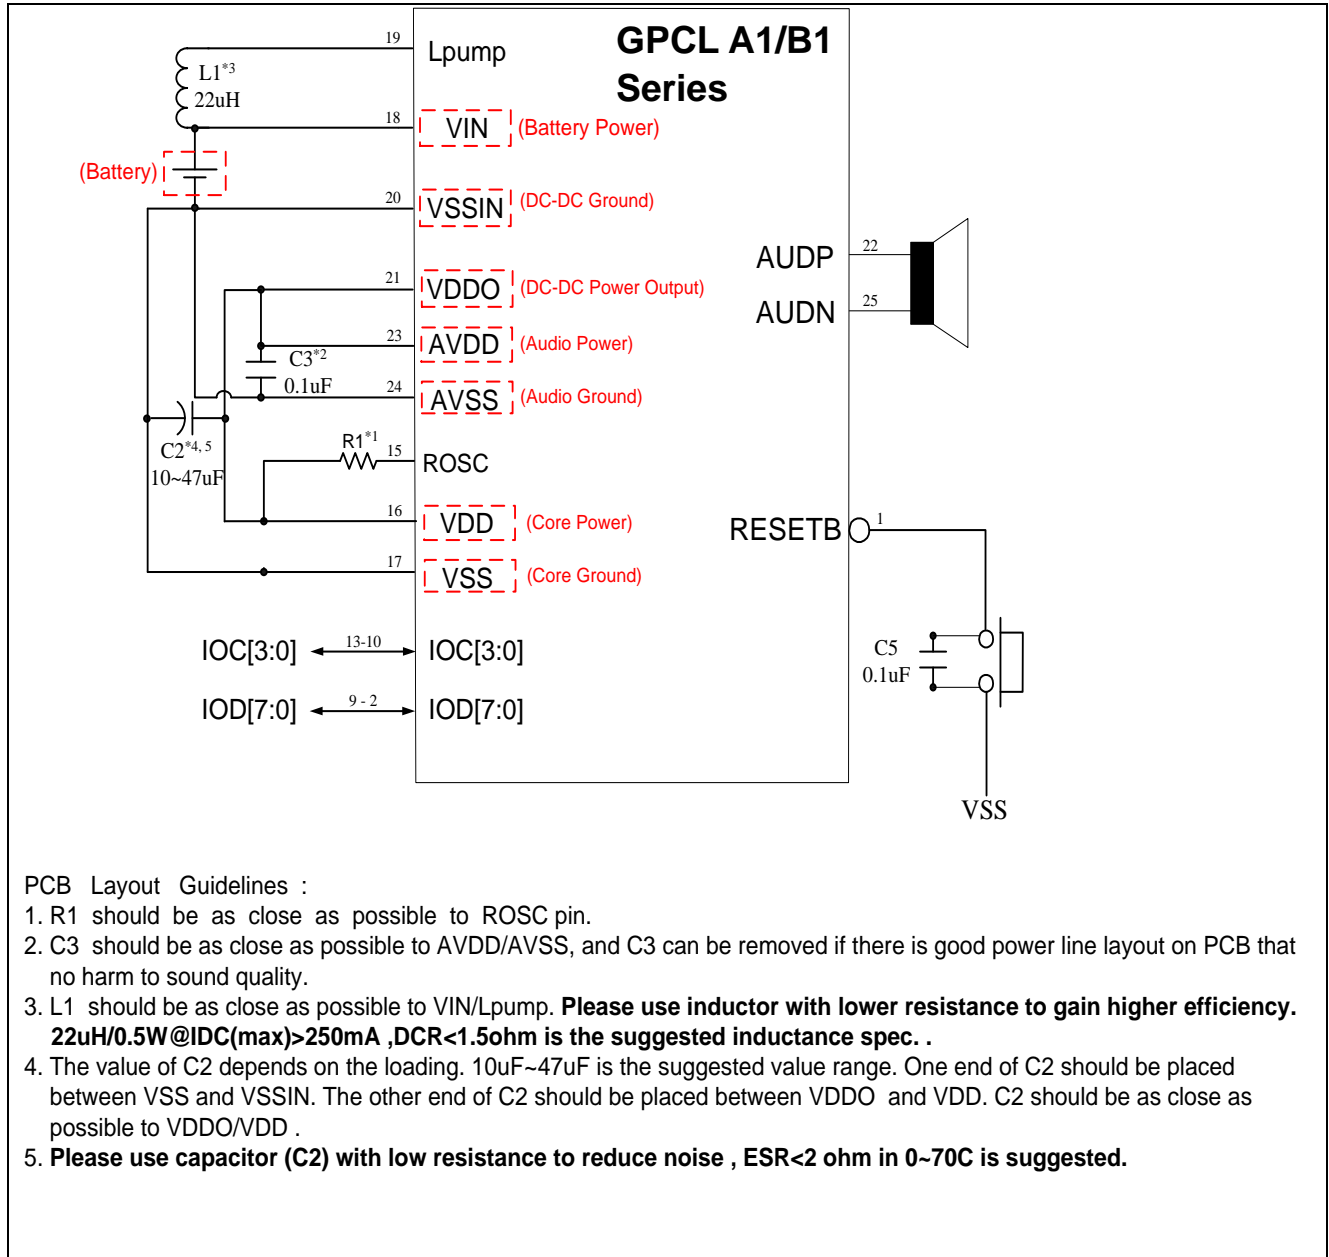 GPCL A1/B1
Series
19
Lpump
L1*3
22uH
18
VIN
(Battery Power)
(Battery)
20
VSSIN
(DC-DC Ground)
21
VDDO
(DC-DC Power Output)
23
AVDD
(Audio Power)
C3*2
0.1uF
24
AVSS
(Audio Ground)
C2*4, 5
10~47uF
R1*1
15
ROSC
16
VDD
(Core Power)
17
VSS
(Core Ground)
IOC[3:0]
13-10
IOC[3:0]
IOD[7:0]
9 - 2
IOD[7:0]
AUDP
22
AUDN
25
RESETB
1
C5
0.1uF
VSS
PCB Layout Guidelines :
1. R1 should be as close as possible to ROSC pin.
2. C3 should be as close as possible to AVDD/AVSS, and C3 can be removed if there is good power line layout on PCB that
no harm to sound quality.
3. L1 should be as close as possible to VIN/Lpump. Please use inductor with lower resistance to gain higher efficiency.
22uH/0.5W@IDC(max)>250mA ,DCR<1.5ohm is the suggested inductance spec. .
4. The value of C2 depends on the loading. 10uF~47uF is the suggested value range. One end of C2 should be placed
between VSS and VSSIN. The other end of C2 should be placed between VDDO and VDD. C2 should be as close as
possible to VDDO/VDD .
5. Please use capacitor (C2) with low resistance to reduce noise , ESR<2 ohm in 0~70C is suggested.